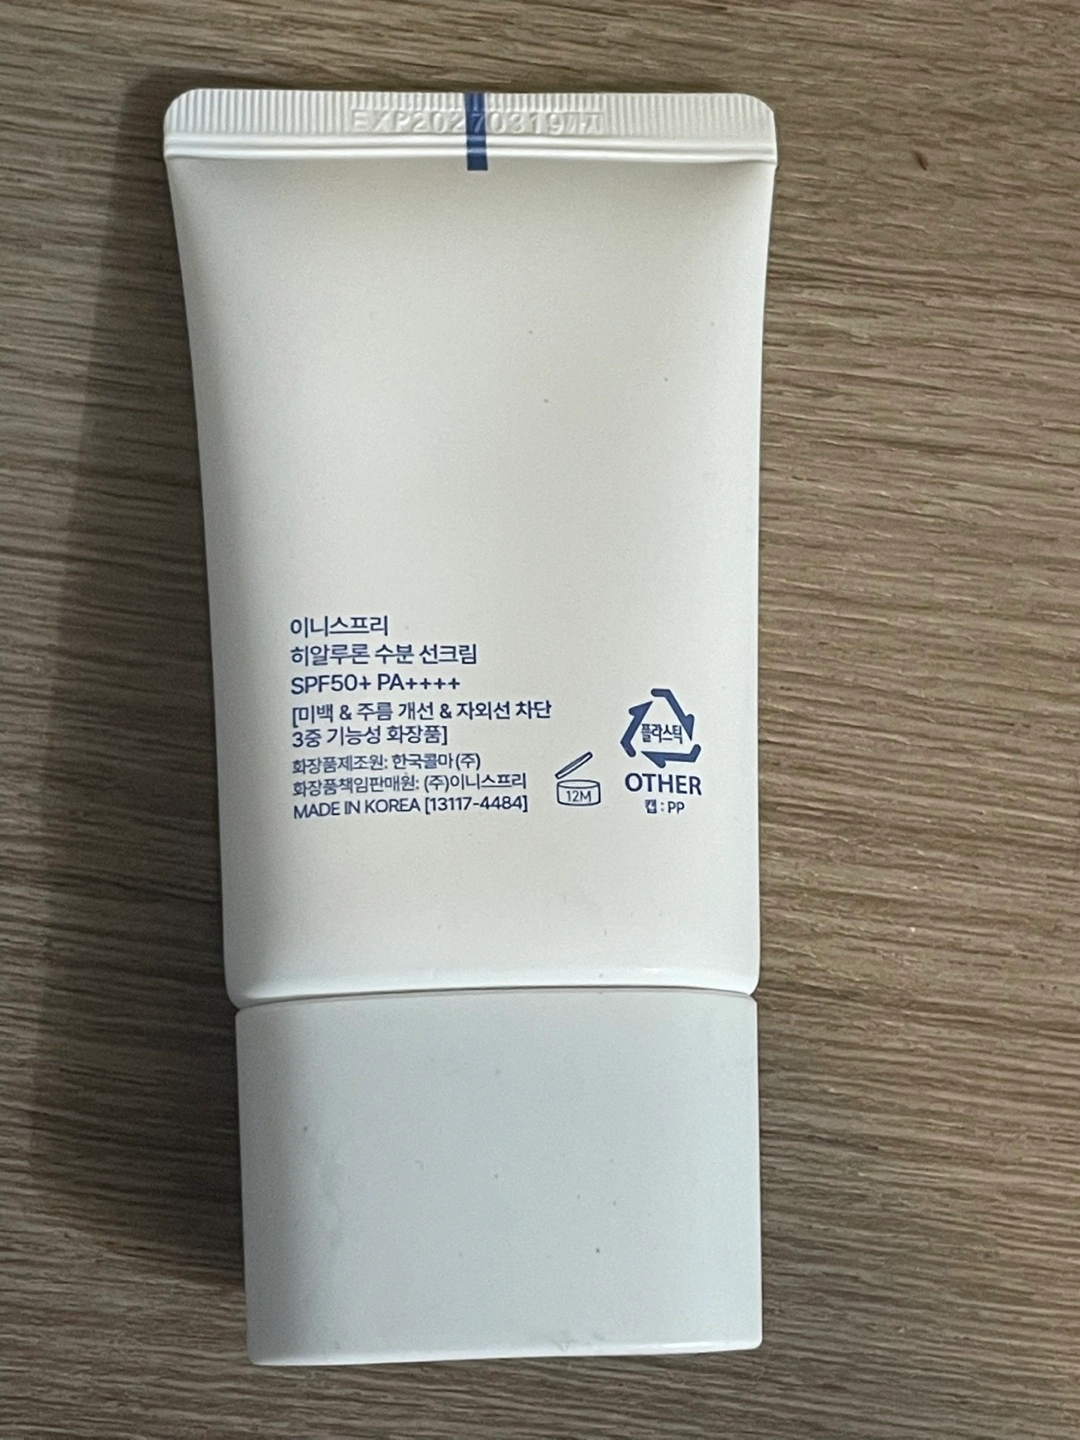 EXP20270319
이니스프리
히알루론 수분 선크림
SPF50+ PA++++
[미백 & 주름 개선 & 자외선 차단
3중 기능성 화장품]
화장품제조원: 한국콜마(주)
화장품책임판매원: (주)이니스프리
MADE IN KOREA [13117-4484]
12M
플라스틱
OTHER
캡 : PP